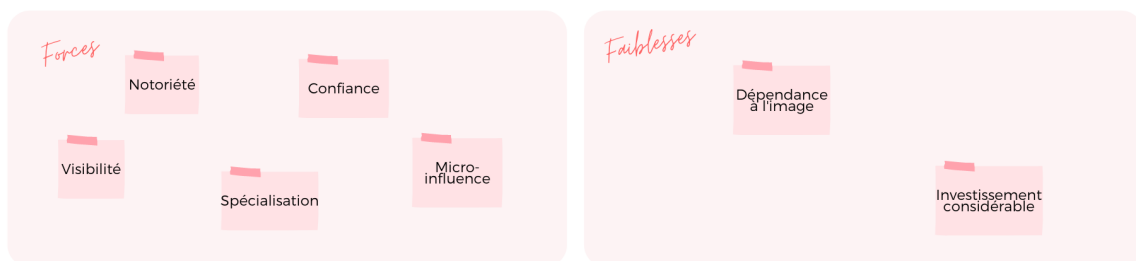 Forces
Notoriété
Confiance
Visibilité
Spécialisation
Micro-
influence
Faiblesses
Dépendance
à l'image
Investissement
considérable